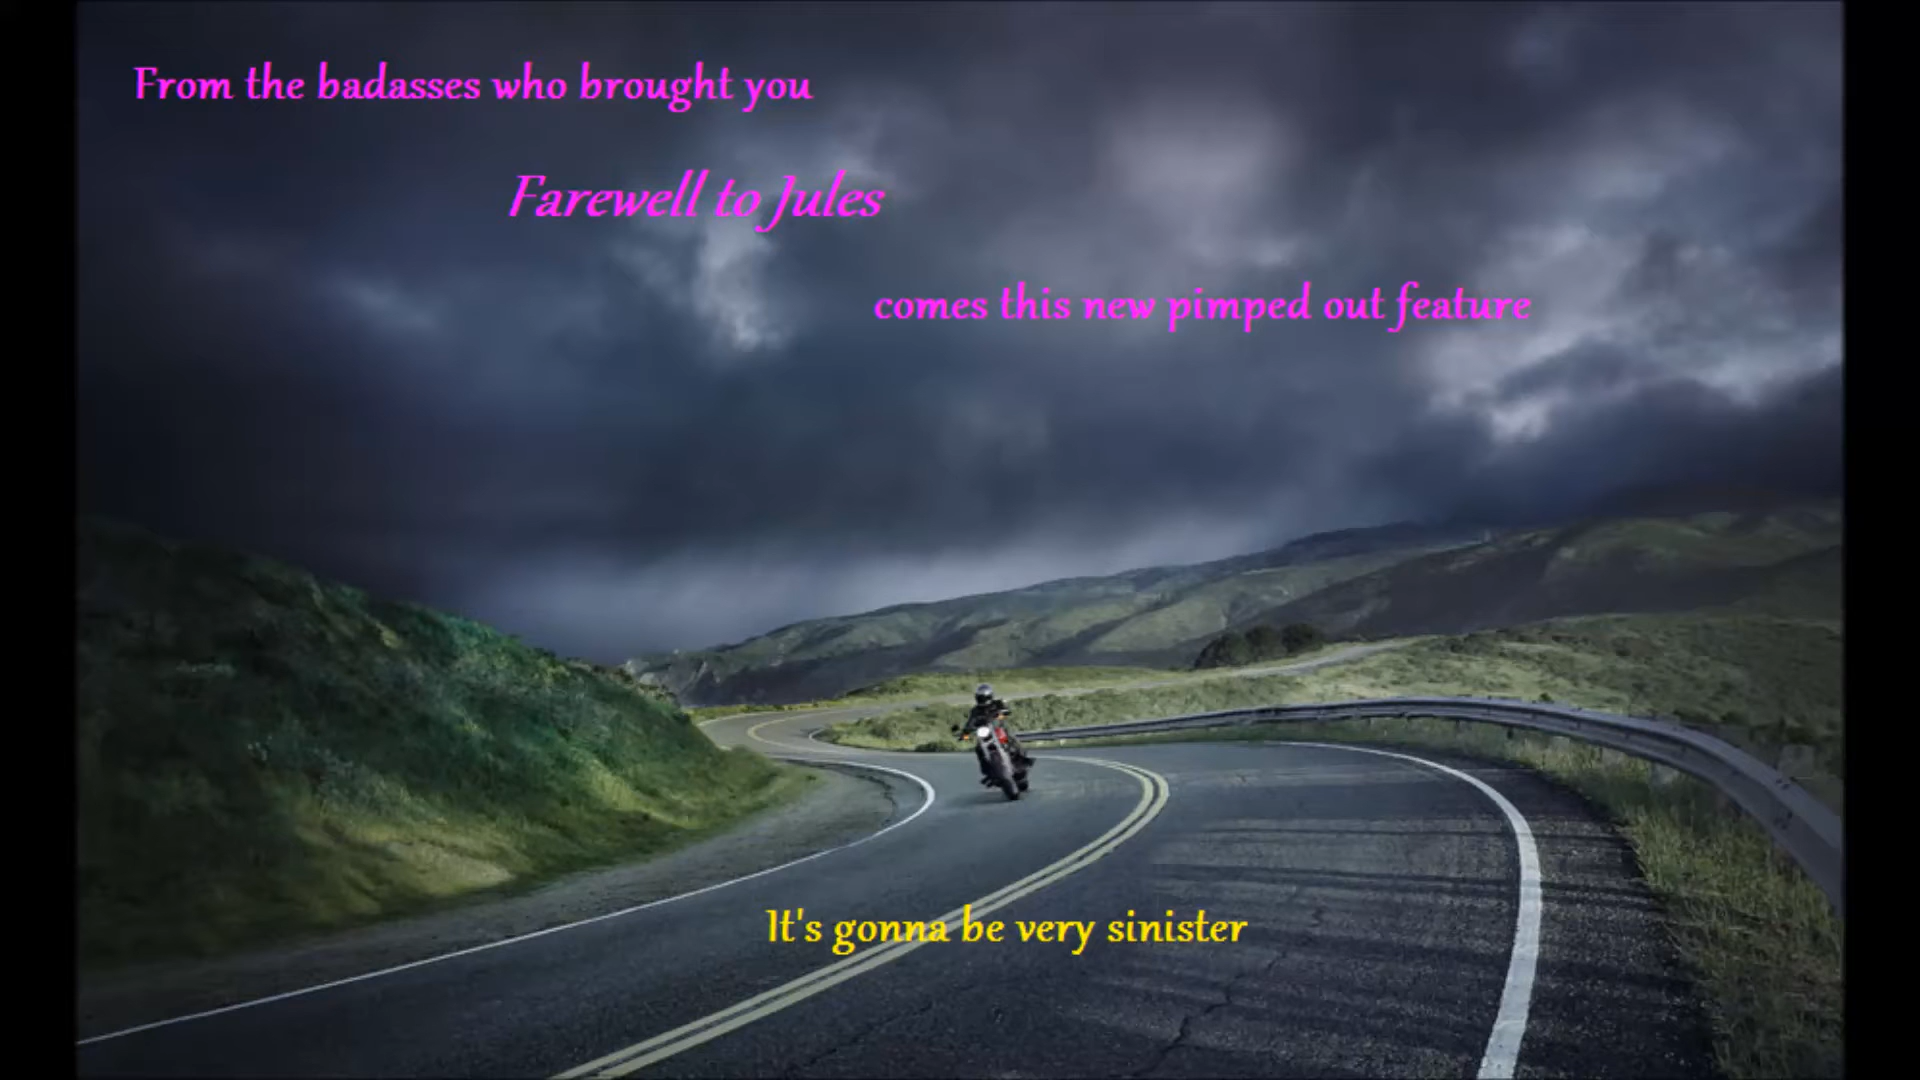 From the badasses who brought you
Farewell to Jules
comes this new pimped out feature
It's gonna be very sinister